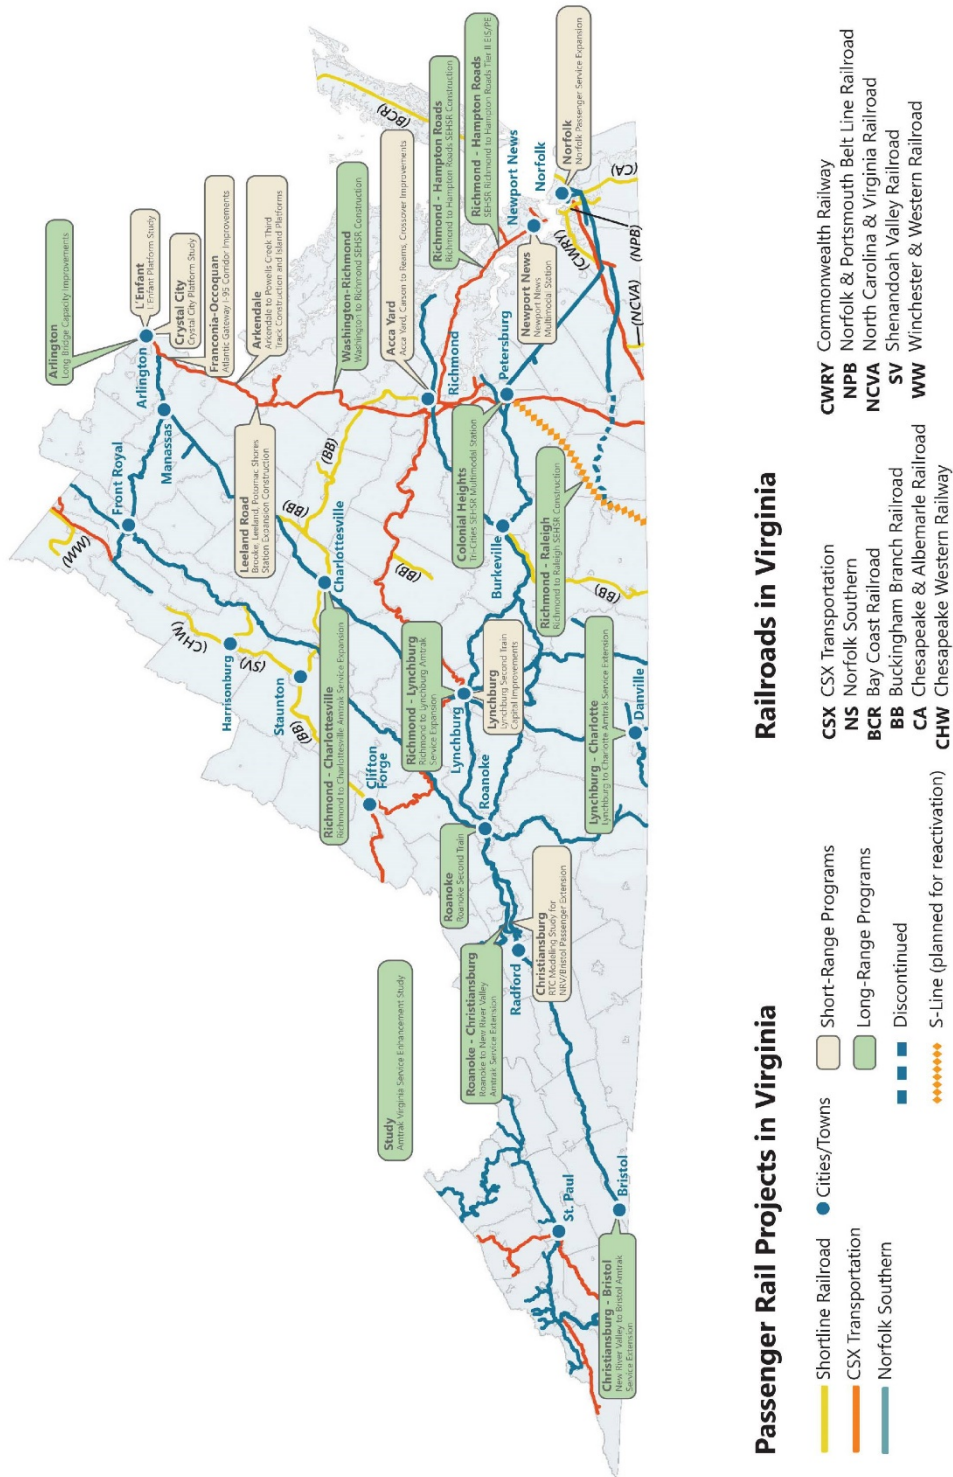 Arlington
Long Bridge Capacity Improvements
L'Enfant
L'Enfant Platform Study
Crystal City
Crystal City Platform Study
Franconia-Occoquan
Atlantic Gateway I-95 Corridor Improvements
Arkendale
Arkendale to Powells Creek Third
Track Construction and Island Platforms
Washington-Richmond
Washington to Richmond SEHSR Construction
Acca Yard
Acca Yard, Carson to Reams, Crossover Improvements
Richmond - Hampton Roads
Richmond to Hampton Roads SEHSR Construction
Richmond - Hampton Roads
SEHSR Richmond to Hampton Roads Tier II EIS/PE
Norfolk
Norfolk Passenger Service Expansion
Newport News
Newport News
Multimodal Station
Leeland Road
Brooke, Leeland, Potomac Shores
Station Expansion Construction
Colonial Heights
Tri-Cities SEHSR Multimodal Station
Richmond - Raleigh
Richmond to Raleigh SEHSR Construction
Richmond - Charlottesville
Richmond to Charlottesville Amtrak Service Expansion
Richmond - Lynchburg
Richmond to Lynchburg Amtrak
Service Expansion
Lynchburg
Lynchburg Second Train
Capital Improvements
Lynchburg - Charlotte
Lynchburg to Charlotte Amtrak Service Extension
Roanoke
Roanoke Second Train
Roanoke - Christiansburg
Roanoke to New River Valley
Amtrak Service Extension
Christiansburg
RTC Modeling Study for
NRV/Bristol Passenger Extension
Study
Amtrak Virginia Service Enhancement Study
Christiansburg - Bristol
New River Valley to Bristol Amtrak
Service Extension
Arlington
Manassas
Front Royal
Harrisonburg
Staunton
Charlottesville
Clifton
Forge
Richmond
Petersburg
Newport News
Norfolk
Burkeville
Lynchburg
Roanoke
Danville
Radford
St. Paul
Bristol
(WW)
(CHW)
(SV)
(BB)
(BB)
(BB)
(BB)
(BB)
(BCR)
(CWRY)
(NPB)
(CA)
(NCVA)
Passenger Rail Projects in Virginia
Shortline Railroad
CSX Transportation
Norfolk Southern
Cities/Towns
Short-Range Programs
Long-Range Programs
Discontinued
S-Line (planned for reactivation)
Railroads in Virginia
CSX CSX Transportation
NS Norfolk Southern
BCR Bay Coast Railroad
BB Buckingham Branch Railroad
CA Chesapeake & Albemarle Railroad
CHW Chesapeake Western Railway
CWRY Commonwealth Railway
NPB Norfolk & Portsmouth Belt Line Railroad
NCVA North Carolina & Virginia Railroad
SV Shenandoah Valley Railroad
WW Winchester & Western Railroad